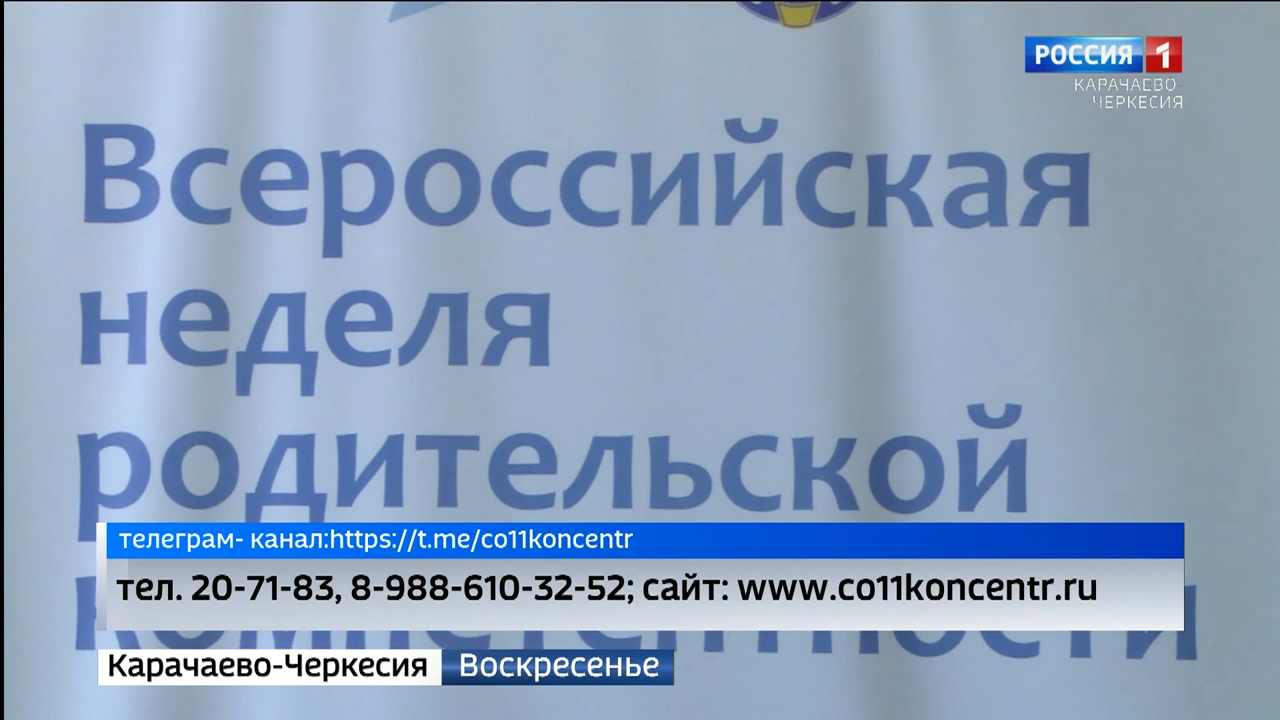 РОССИЯ 1
КАРАЧАЕВО-
ЧЕРКЕСИЯ
Всероссийская
неделя
родительской
компетентности
телеграм- канал:https://t.me/co11koncentr
тел. 20-71-83, 8-988-610-32-52; сайт: www.co11koncentr.ru
Карачаево-Черкесия Воскресенье